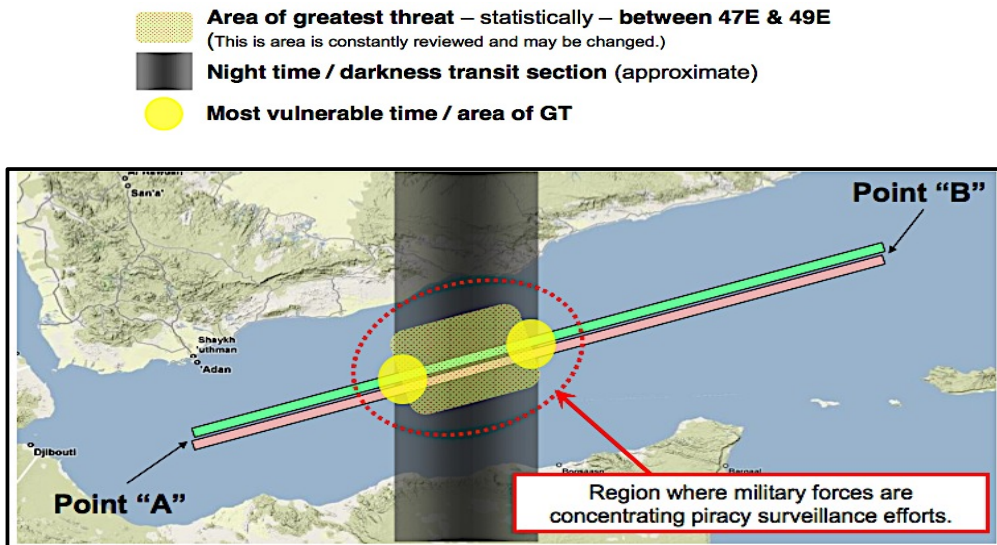 Area of greatest threat – statistically – between 47E & 49E
(This is area is constantly reviewed and may be changed.)
Night time / darkness transit section (approximate)
Most vulnerable time / area of GT
San'a'
Point “B”
Shaykh
'uthman
'Adan
Djibouti
Point “A”
Region where military forces are
concentrating piracy surveillance efforts.